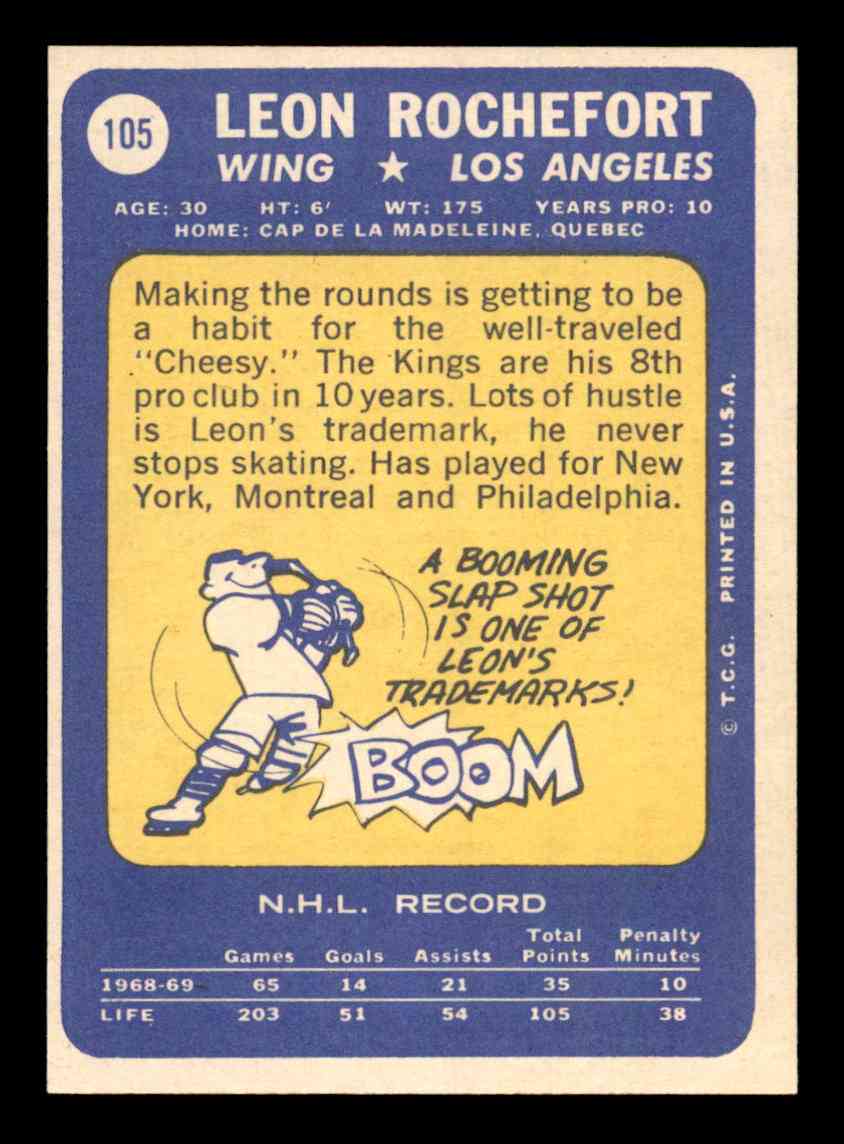 105
LEON ROCHEFORT
WING ★ LOS ANGELES
AGE: 30 HT: 6' WT: 175 YEARS PRO: 10
HOME: CAP DE LA MADELEINE, QUEBEC
Making the rounds is getting to be
a habit for the well-traveled
"Cheesy." The Kings are his 8th
pro club in 10 years. Lots of hustle
is Leon's trademark, he never
stops skating. Has played for New
York, Montreal and Philadelphia.
A BOOMING
SLAP SHOT
IS ONE OF
LEON'S
TRADEMARKS!
BOOM
© T.C.G. PRINTED IN U.S.A.
N.H.L. RECORD
Games Goals Assists Total Points Penalty Minutes
1968-69 65 14 21 35 10
LIFE 203 51 54 105 38